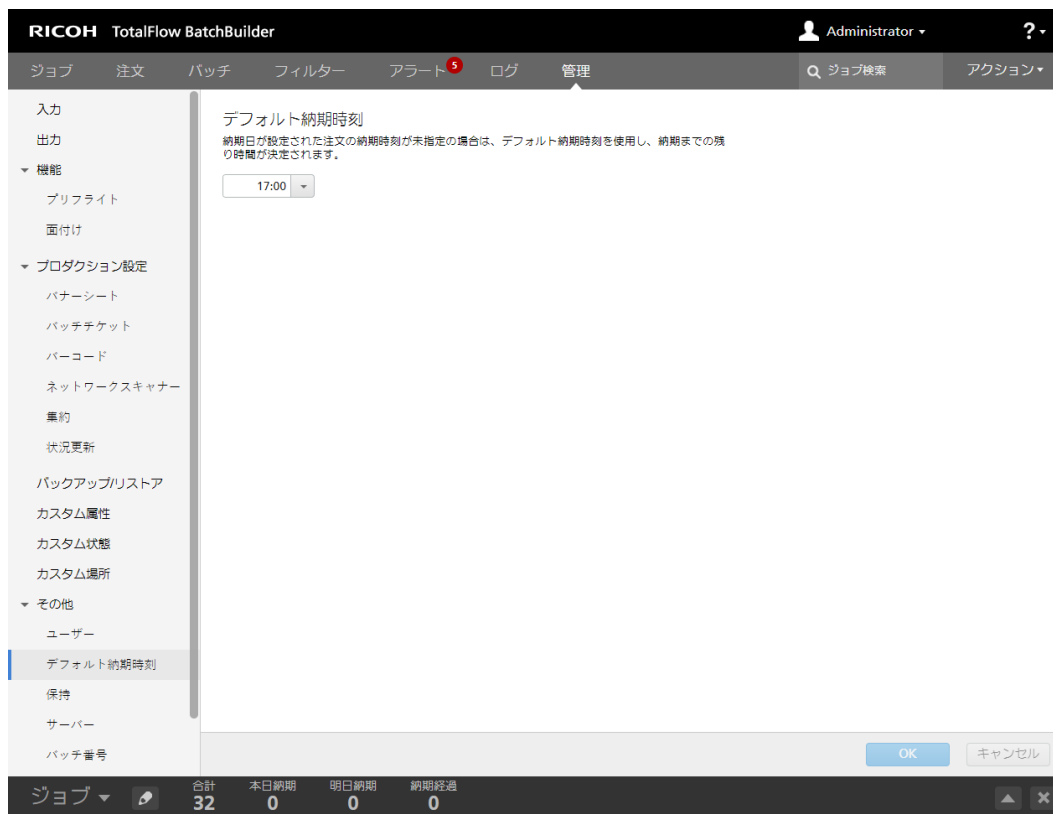 RICOH TotalFlow BatchBuilder
Administrator
?
ジョブ 注文 バッチ フィルター アラート 5 ログ 管理 ジョブ検索 アクション
入力
出力
機能
プリフライト
面付け
プロダクション設定
バナーシート
バッチチケット
バーコード
ネットワークスキャナー
集約
状況更新
バックアップ/リストア
カスタム属性
カスタム状態
カスタム場所
その他
ユーザー
デフォルト納期時刻
保持
サーバー
バッチ番号
デフォルト納期時刻
納期日が設定された注文の納期時刻が未指定の場合は、デフォルト納期時刻を使用し、納期までの残
り時間が決定されます。
17:00
OK キャンセル
ジョブ
合計 本日納期 明日納期 納期経過
32 0 0 0